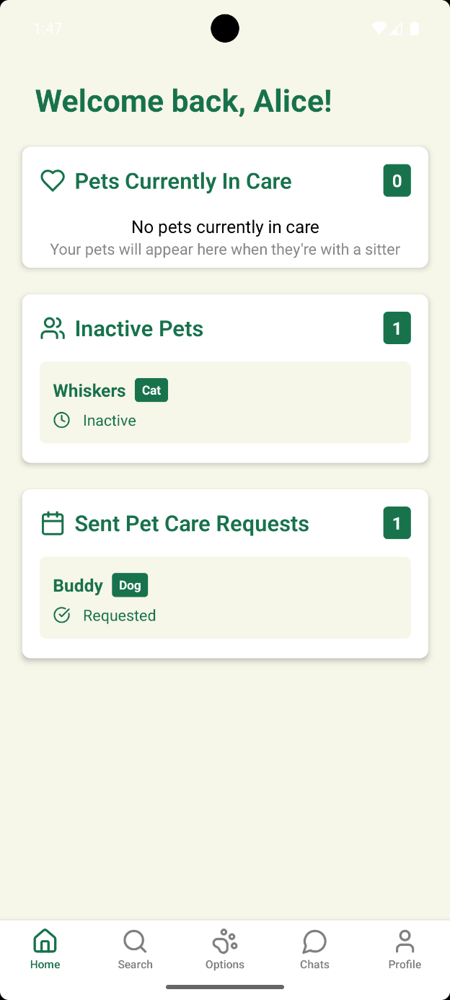 1:47
Welcome back, Alice!
Pets Currently In Care 0
No pets currently in care
Your pets will appear here when they're with a sitter
Inactive Pets 1
Whiskers Cat
Inactive
Sent Pet Care Requests 1
Buddy Dog
Requested
Home Search Options Chats Profile